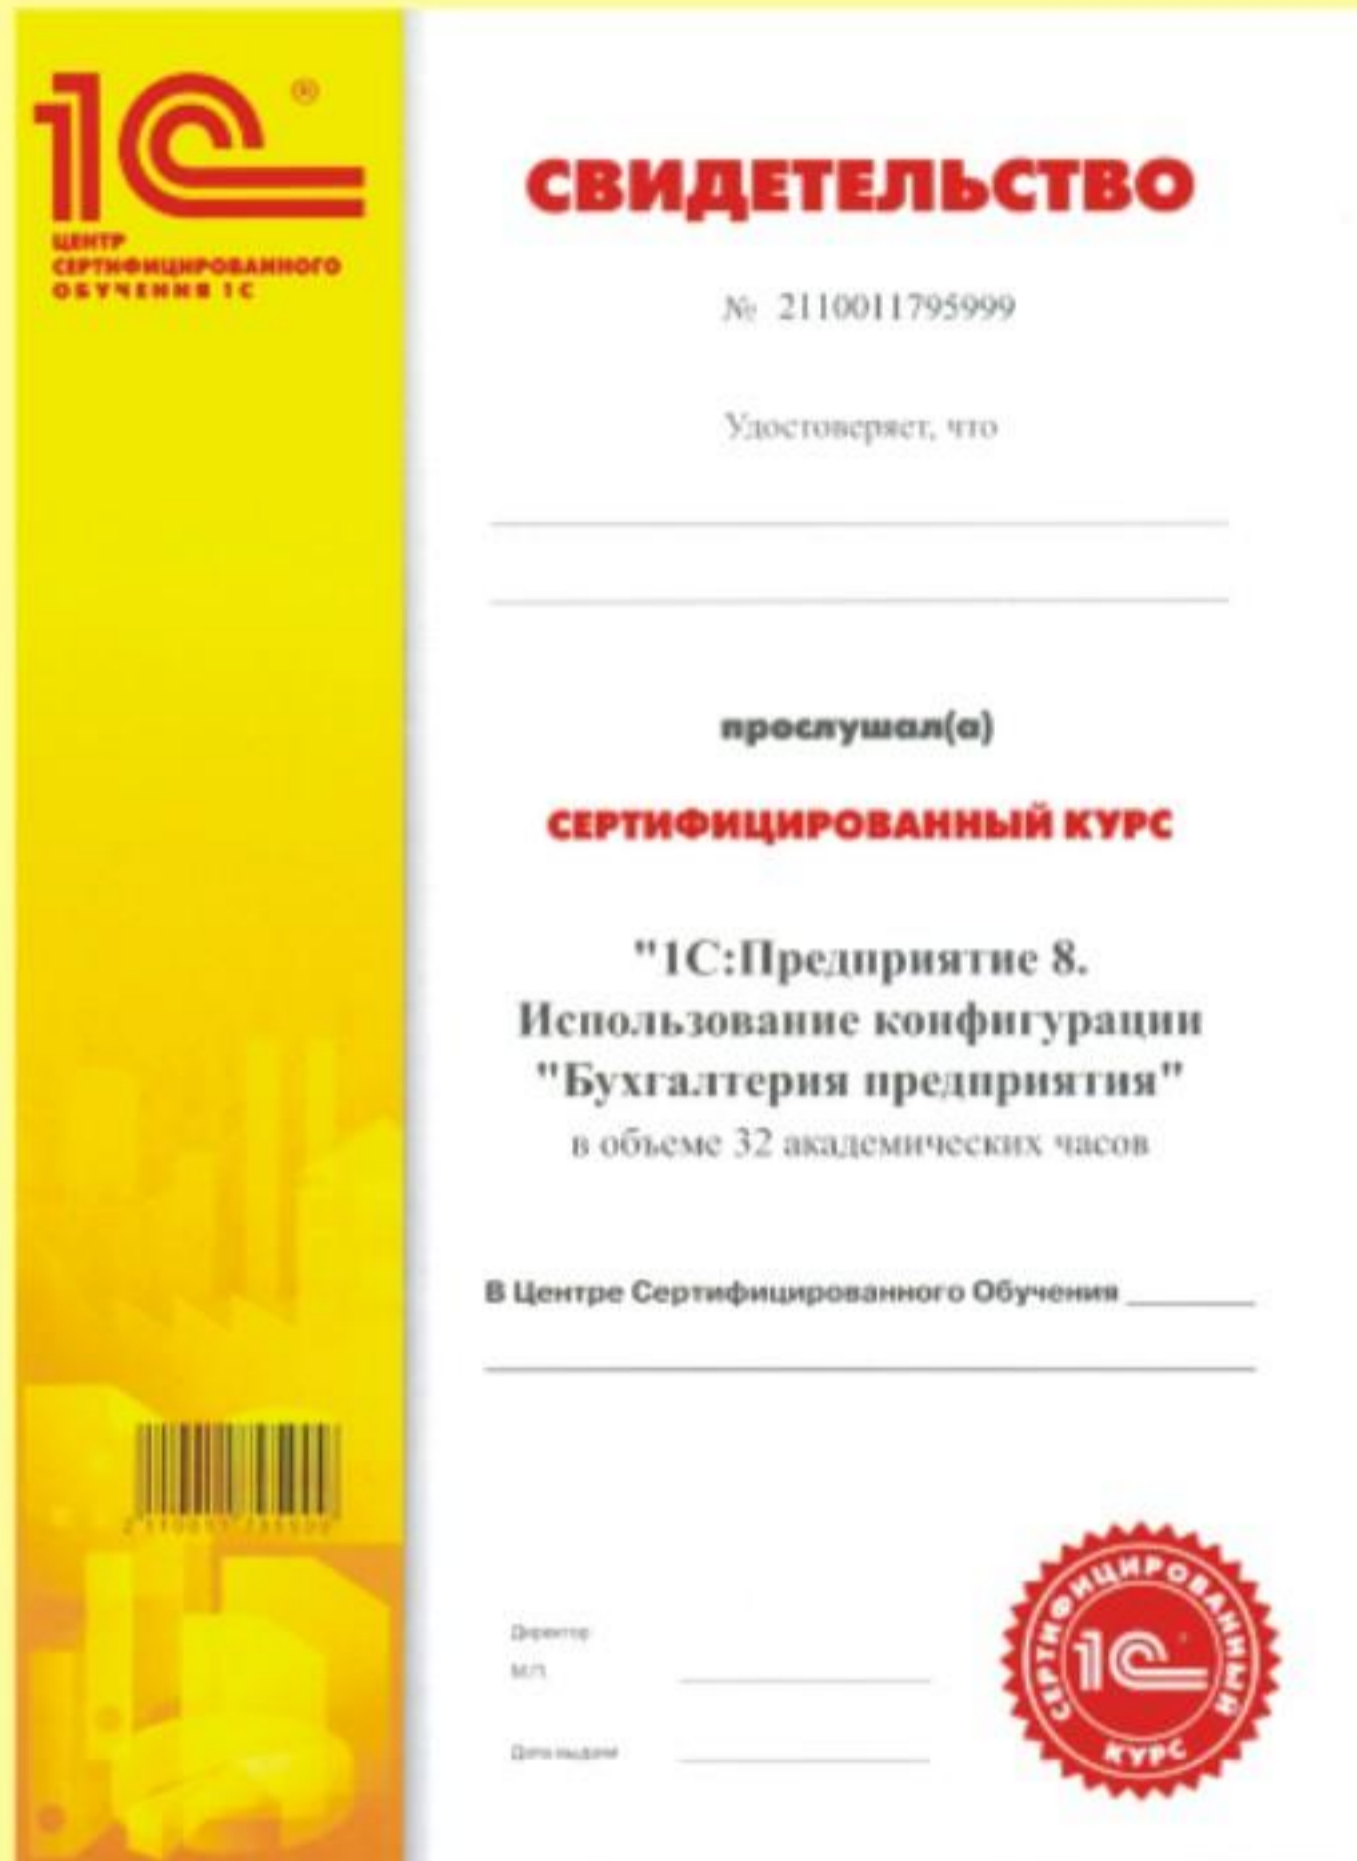 1С®
ЦЕНТР
СЕРТИФИЦИРОВАННОГО
ОБУЧЕНИЯ 1С
СВИДЕТЕЛЬСТВО
№ 2110011795999
Удостоверяет, что
прослушал(а)
СЕРТИФИЦИРОВАННЫЙ КУРС
"1С:Предприятие 8.
Использование конфигурации
"Бухгалтерия предприятия"
в объеме 32 академических часов
В Центре Сертифицированного Обучения
Директор
М.П.
Дата выдачи
СЕРТИФИЦИРОВАННЫЙ
1С
КУРС